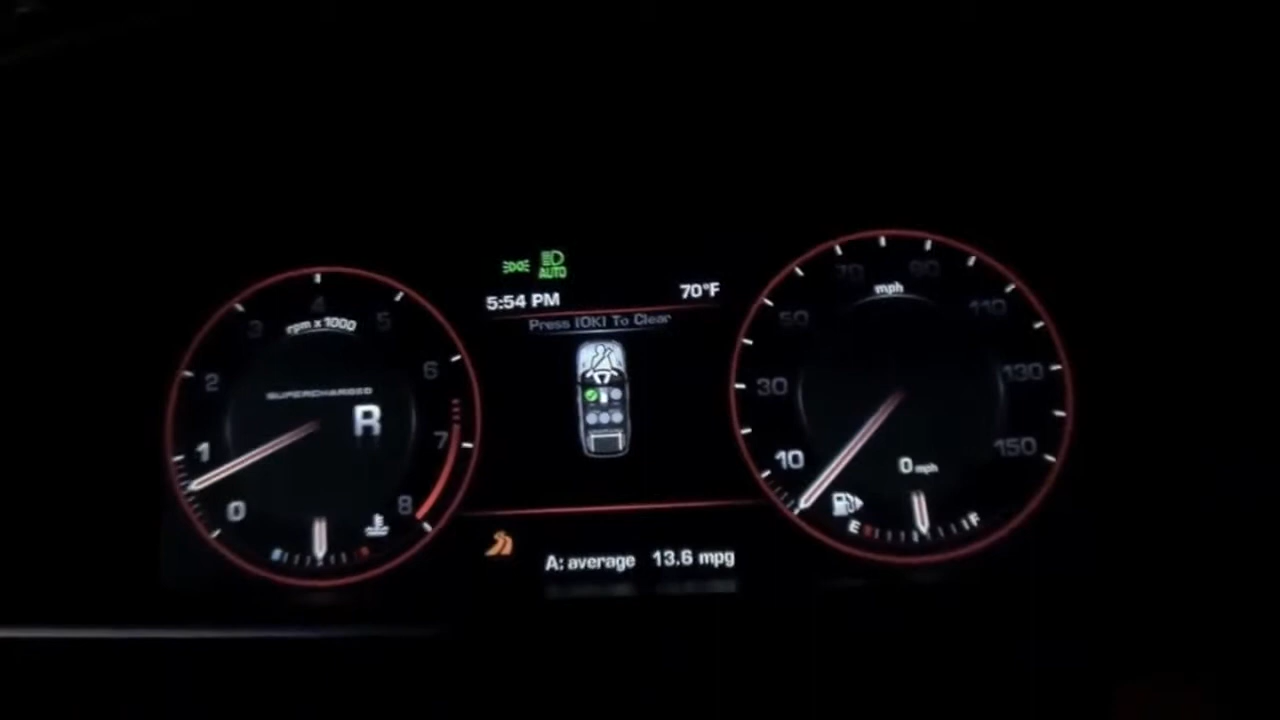 AUTO
5:54 PM 70°F
Press [OK] To Clear
4
3 5
rpm x 1000
2 6
SUPERCHARGED
R
1 7
0 8
70 90
mph
50 110
30 130
10 150
0 mph
E F
A: average 13.6 mpg